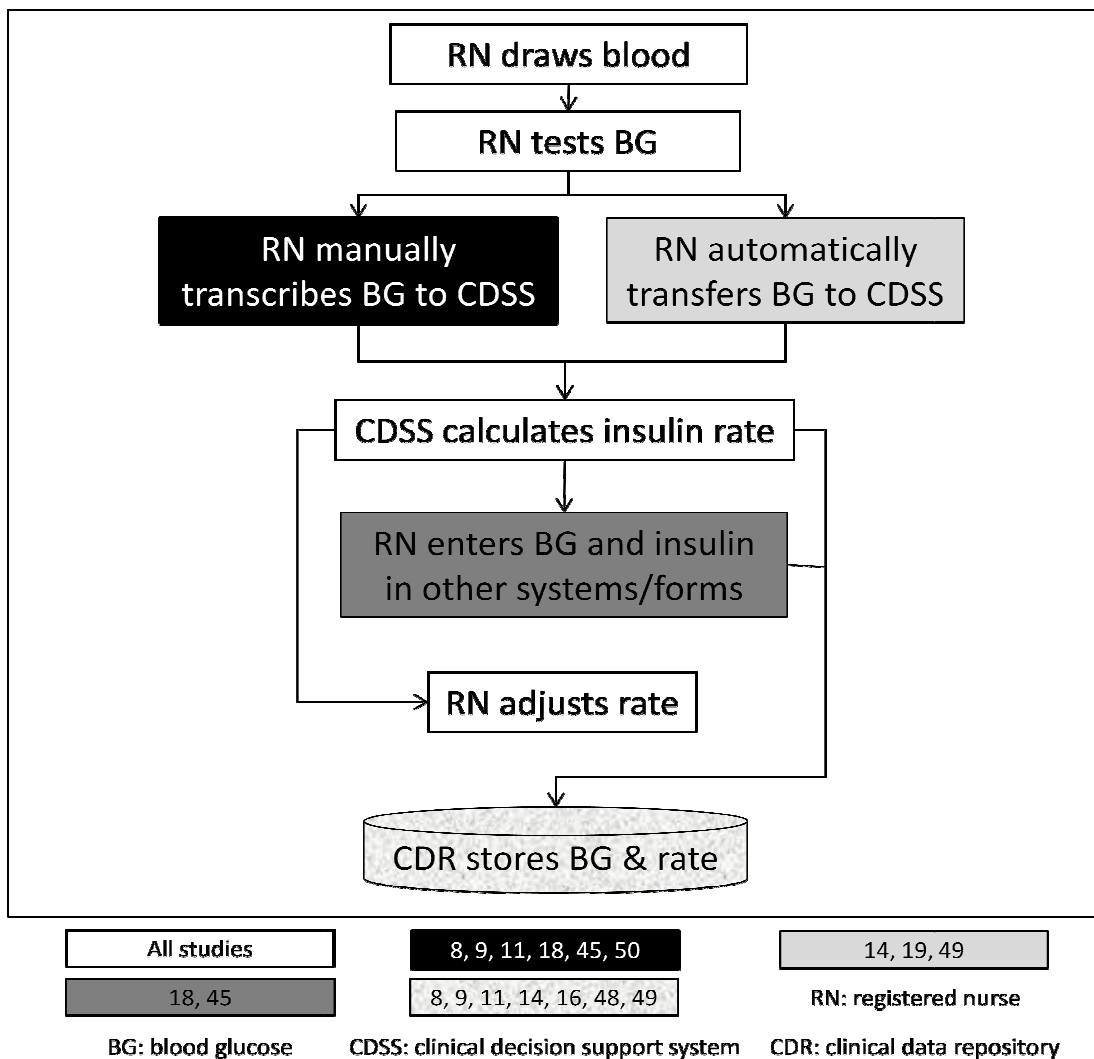 RN draws blood
RN tests BG
RN manually
transcribes BG to CDSS
RN automatically
transfers BG to CDSS
CDSS calculates insulin rate
RN enters BG and insulin
in other systems/forms
RN adjusts rate
CDR stores BG & rate
All studies
8, 9, 11, 18, 45, 50
14, 19, 49
18, 45
8, 9, 11, 14, 16, 48, 49
RN: registered nurse
BG: blood glucose
CDSS: clinical decision support system
CDR: clinical data repository